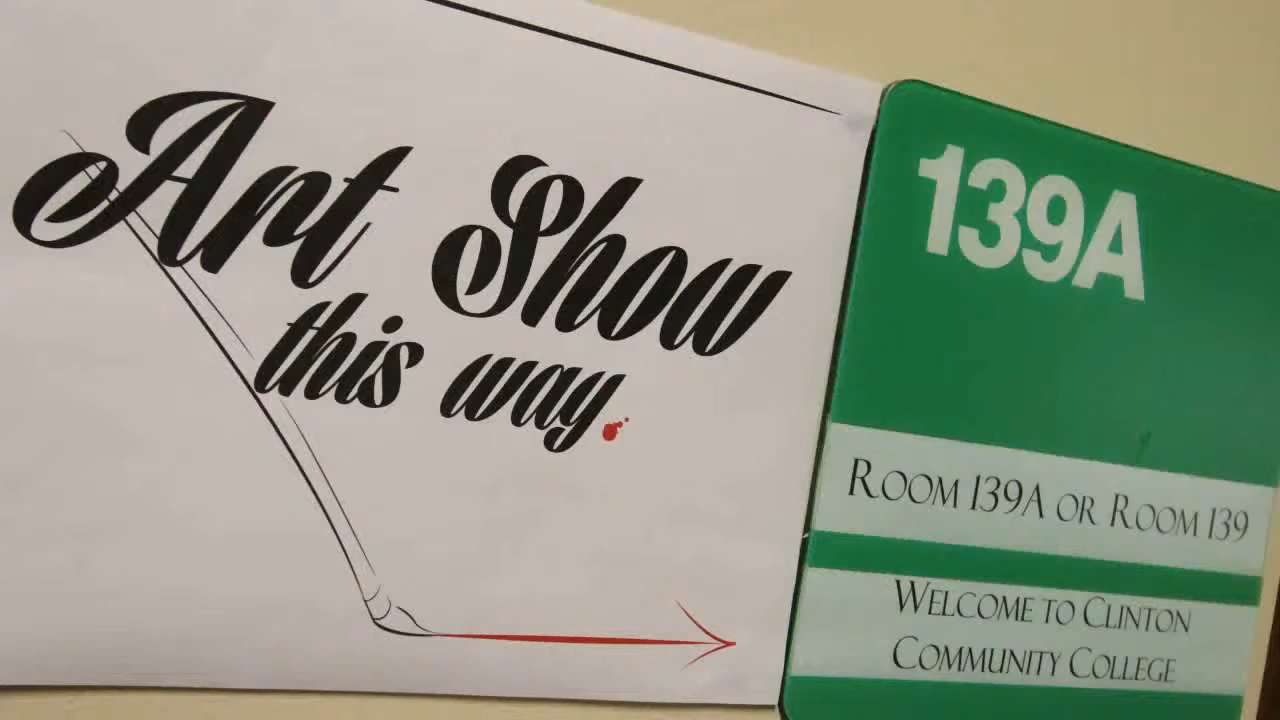 Art Show
this way.
139A
ROOM 139A OR ROOM 139
WELCOME TO CLINTON
COMMUNITY COLLEGE